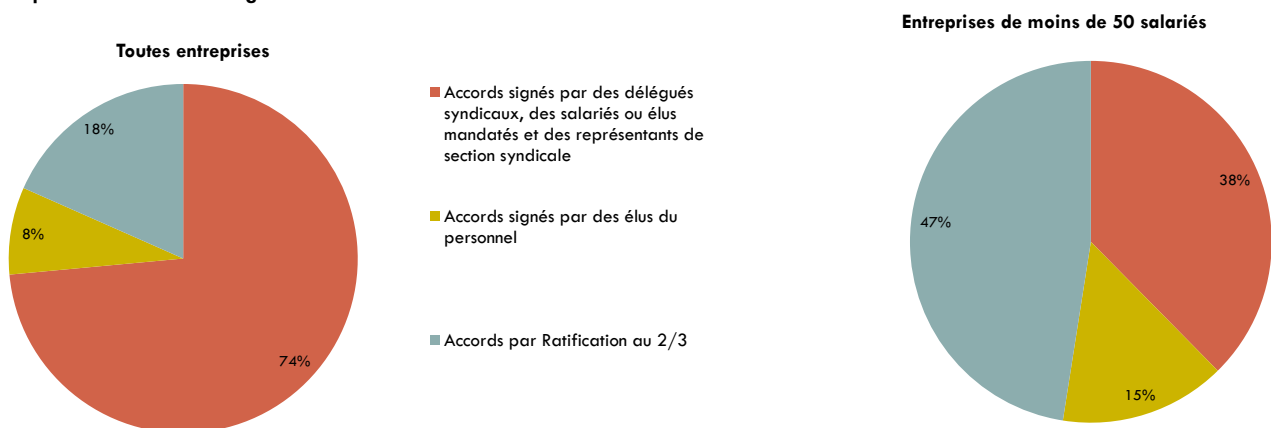 Toutes entreprises
18%
8%
74%
Accords signés par des délégués
syndicaux, des salariés ou élus
mandatés et des représentants de
section syndicale
Accords signés par des élus du
personnel
Accords par Ratification au 2/3
Entreprises de moins de 50 salariés
38%
47%
15%